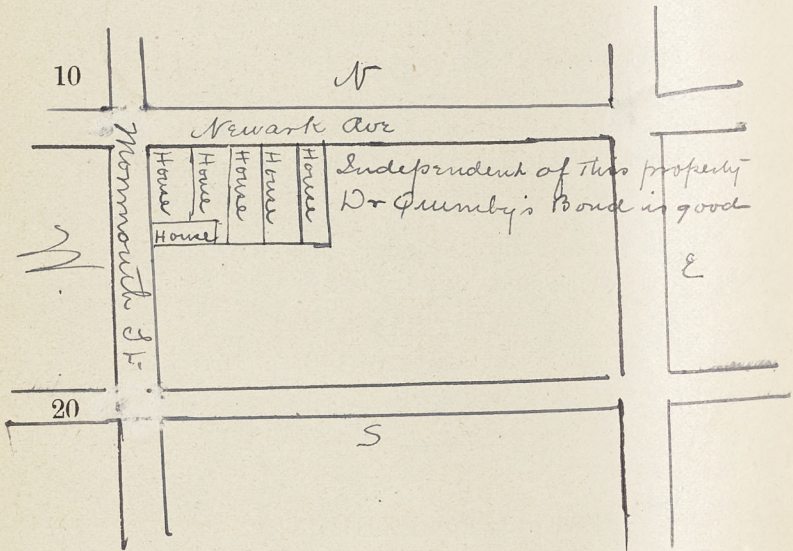 10
N
Newark Ave
Monmouth St
House
House
House
House
House
House
Independent of this property
Dr Quimby's Bond is good
W
E
20
S